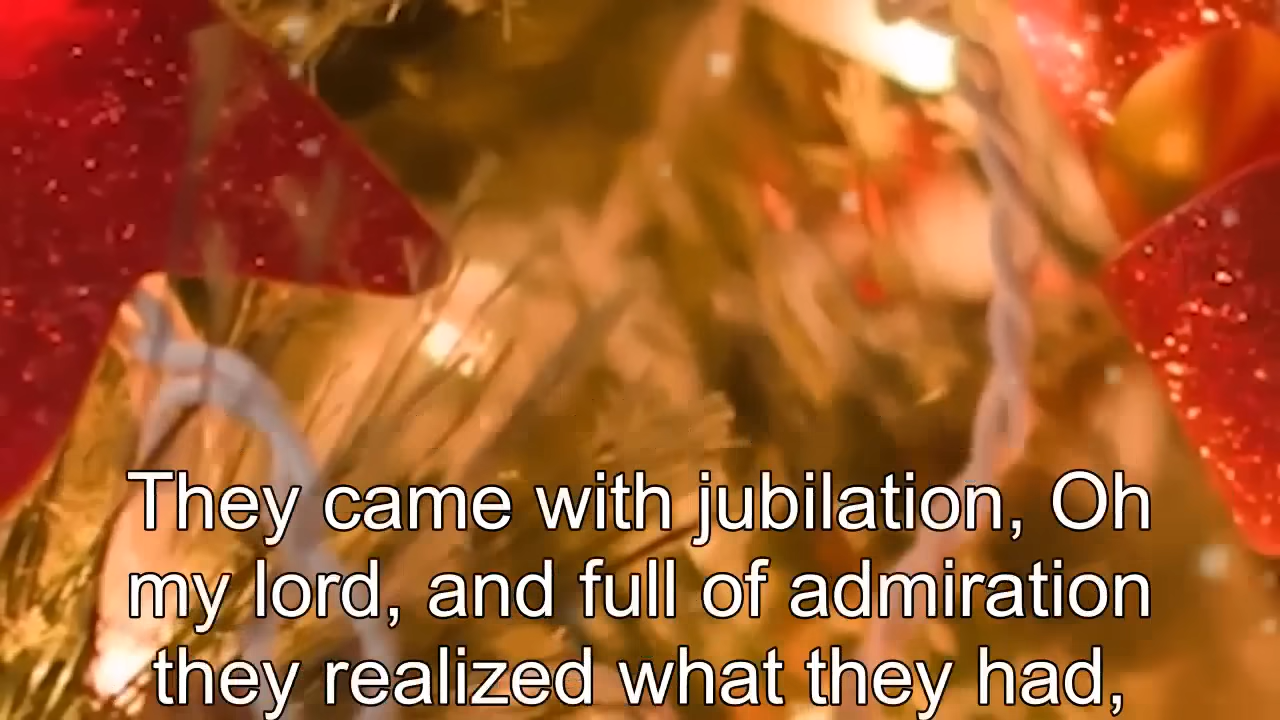 They came with jubilation, Oh
my lord, and full of admiration
they realized what they had,